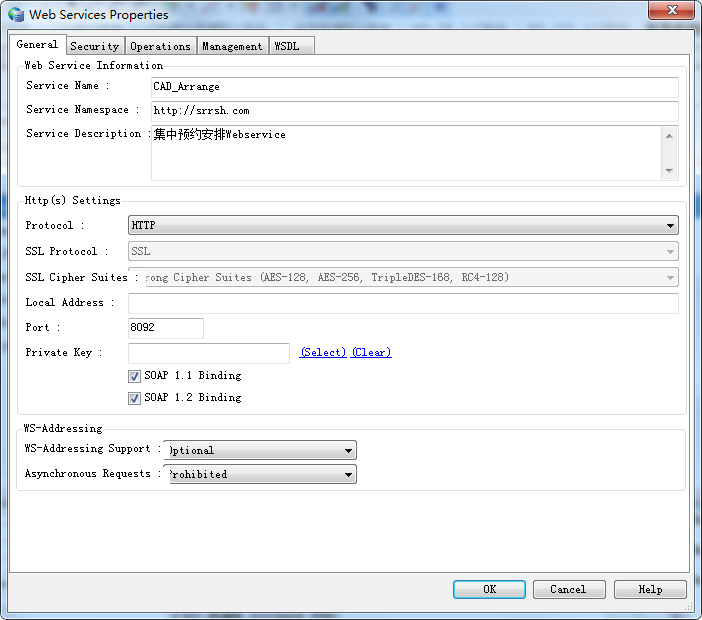 Web Services Properties
General Security Operations Management WSDL
Web Service Information
Service Name : CAD_Arrange
Service Namespace : http://srrsh.com
Service Description : 集中预约安排Webservice
Http(s) Settings
Protocol : HTTP
SSL Protocol : SSL
SSL Cipher Suites : rong Cipher Suites (AES-128, AES-256, TripleDES-168, RC4-128)
Local Address :
Port : 8092
Private Key : (Select) (Clear)
SOAP 1.1 Binding
SOAP 1.2 Binding
WS-Addressing
WS-Addressing Support : Optional
Asynchronous Requests : Prohibited
OK Cancel Help